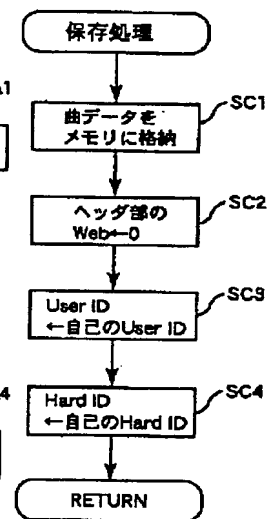 保存処理
曲データを
メモリに格納
SC1
ヘッダ部の
Web←0
SC2
User ID
←自己のUser ID
SC3
Hard ID
←自己のHard ID
SC4
RETURN